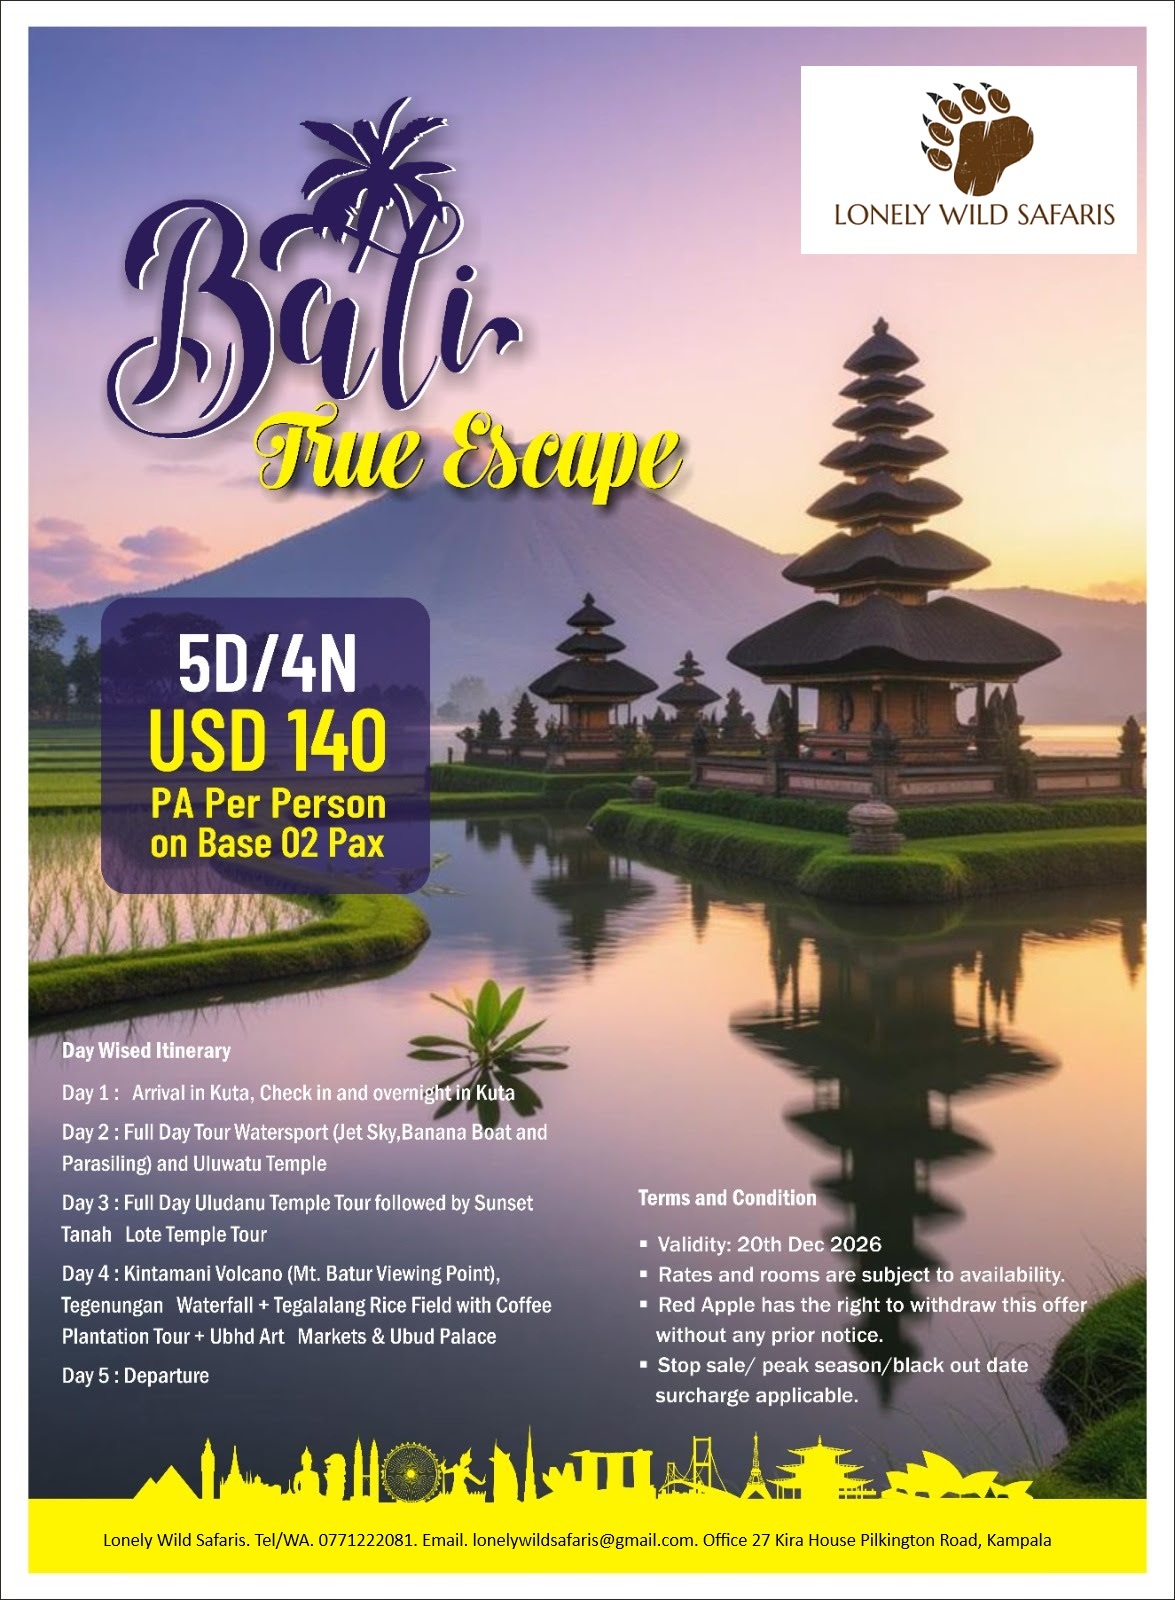 LONELY WILD SAFARIS
Bali
True Escape
5D/4N
USD 140
PA Per Person
on Base 02 Pax
Day Wised Itinerary
Day 1 : Arrival in Kuta, Check in and overnight in Kuta
Day 2 : Full Day Tour Watersport (Jet Sky,Banana Boat and
Parasiling) and Uluwatu Temple
Day 3 : Full Day Uludanu Temple Tour followed by Sunset
Tanah Lote Temple Tour
Day 4 : Kintamani Volcano (Mt. Batur Viewing Point),
Tegenungan Waterfall + Tegalalang Rice Field with Coffee
Plantation Tour + Ubhd Art Markets & Ubud Palace
Day 5 : Departure
Terms and Condition
▪ Validity: 20th Dec 2026
▪ Rates and rooms are subject to availability.
▪ Red Apple has the right to withdraw this offer
without any prior notice.
▪ Stop sale/ peak season/black out date
surcharge applicable.
Lonely Wild Safaris. Tel/WA. 0771222081. Email. lonelywildsafaris@gmail.com. Office 27 Kira House Pilkington Road, Kampala